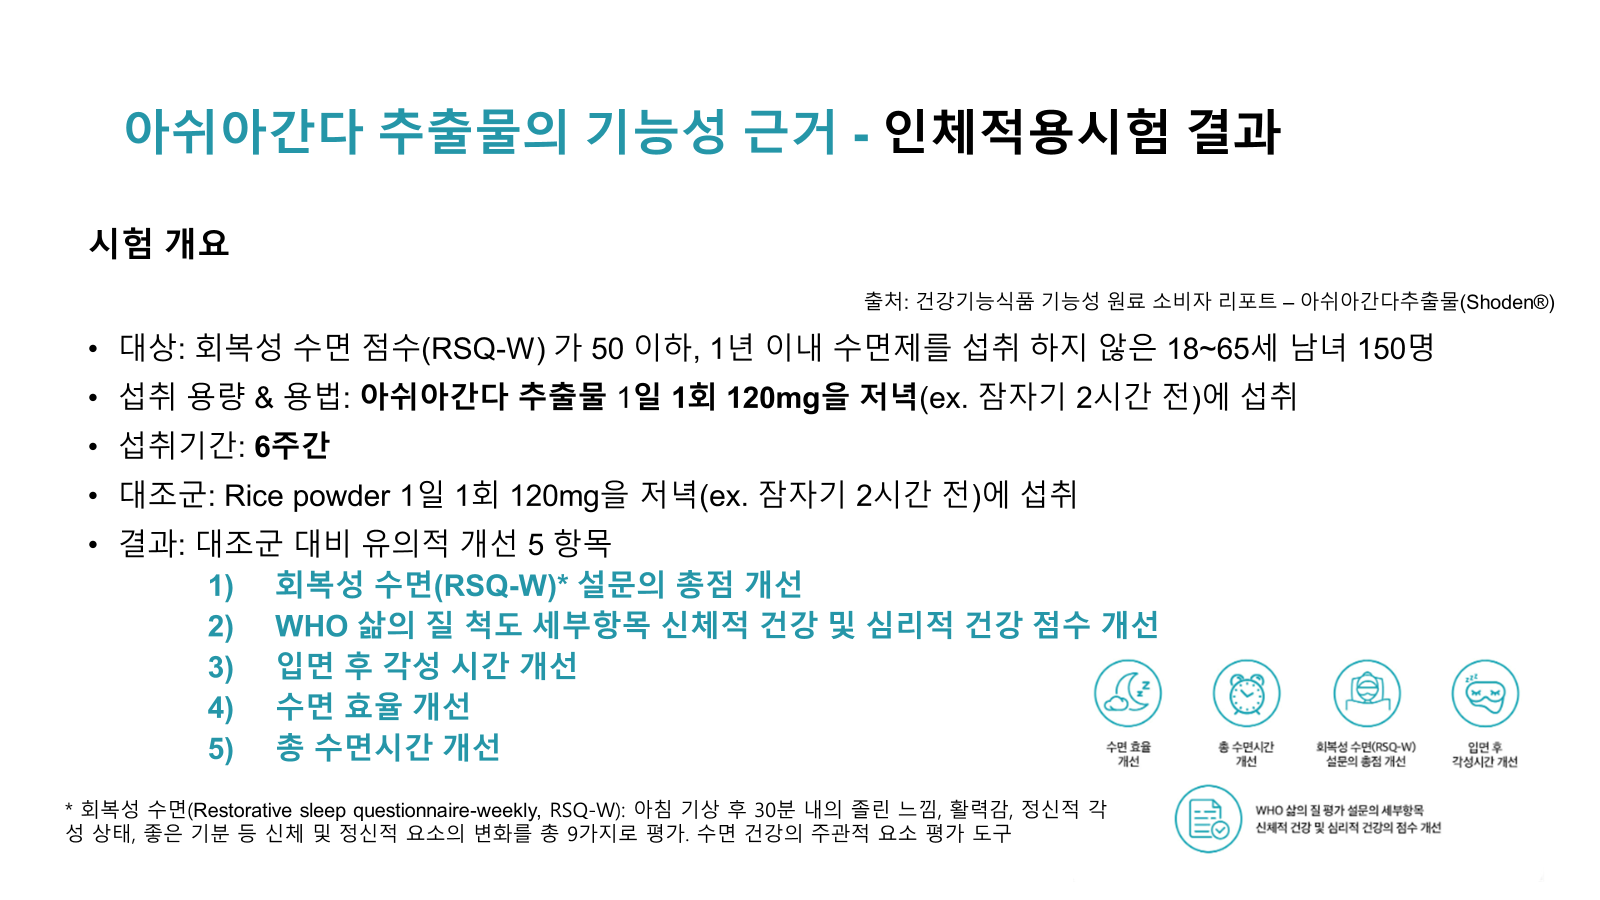 아쉬아간다 추출물의 기능성 근거 - 인체적용시험 결과
시험 개요
출처: 건강기능식품 기능성 원료 소비자 리포트 – 아쉬아간다추출물(Shoden®)
• 대상: 회복성 수면 점수(RSQ-W) 가 50 이하, 1년 이내 수면제를 섭취 하지 않은 18~65세 남녀 150명
• 섭취 용량 & 용법: 아쉬아간다 추출물 1일 1회 120mg을 저녁(ex. 잠자기 2시간 전)에 섭취
• 섭취기간: 6주간
• 대조군: Rice powder 1일 1회 120mg을 저녁(ex. 잠자기 2시간 전)에 섭취
• 결과: 대조군 대비 유의적 개선 5 항목
1) 회복성 수면(RSQ-W)* 설문의 총점 개선
2) WHO 삶의 질 척도 세부항목 신체적 건강 및 심리적 건강 점수 개선
3) 입면 후 각성 시간 개선
4) 수면 효율 개선
5) 총 수면시간 개선
수면 효율
개선
총 수면시간
개선
회복성 수면(RSQ-W)
설문의 총점 개선
입면 후
각성시간 개선
WHO 삶의 질 평가 설문의 세부항목
신체적 건강 및 심리적 건강의 점수 개선
* 회복성 수면(Restorative sleep questionnaire-weekly, RSQ-W): 아침 기상 후 30분 내의 졸린 느낌, 활력감, 정신적 각
성 상태, 좋은 기분 등 신체 및 정신적 요소의 변화를 총 9가지로 평가. 수면 건강의 주관적 요소 평가 도구